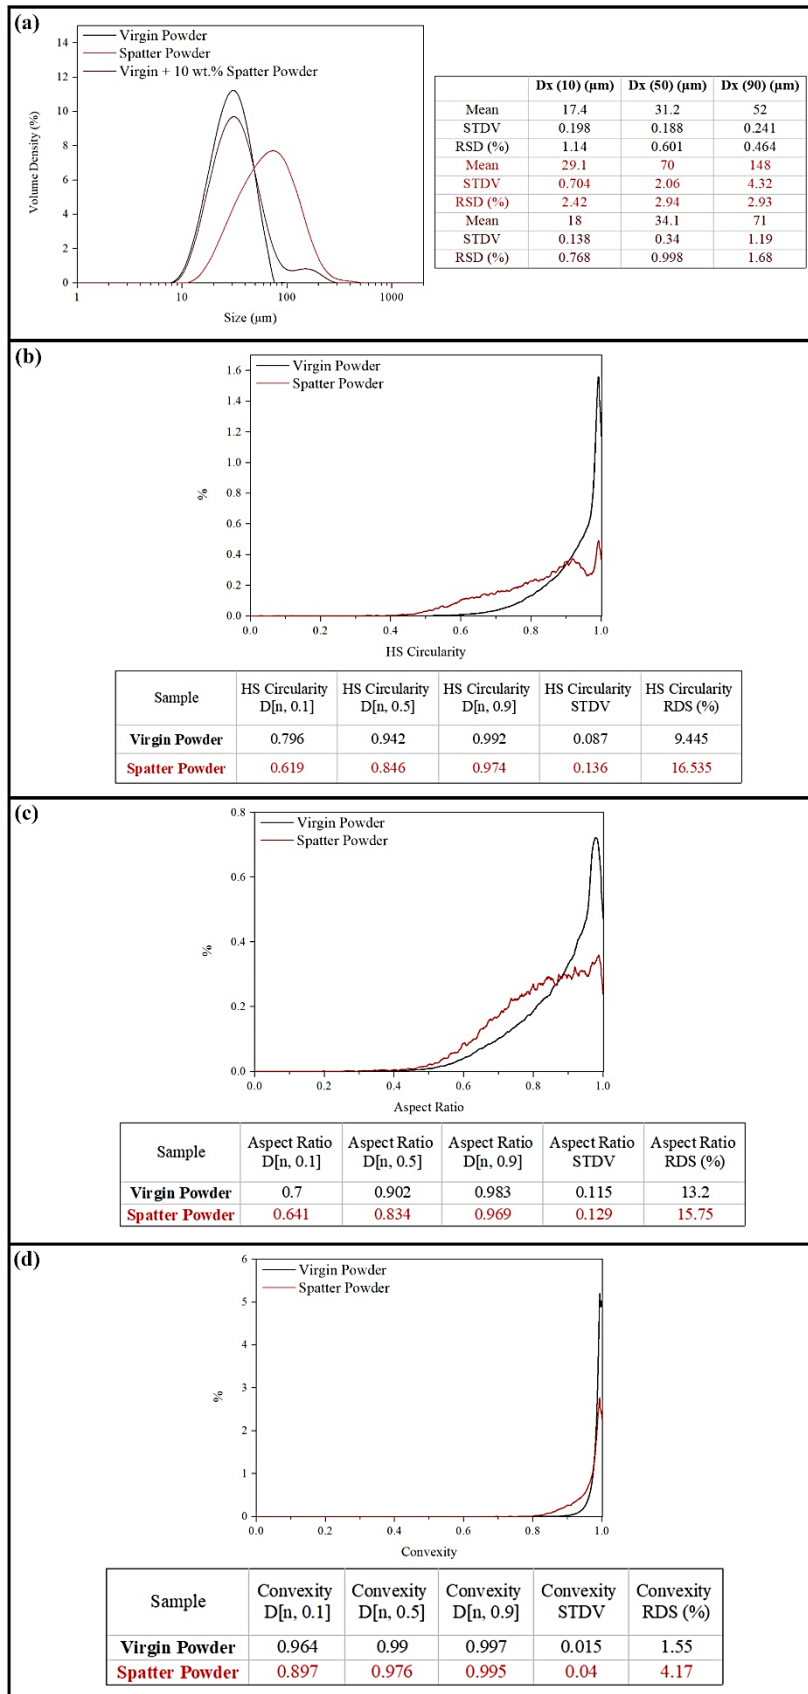 (a)
Virgin Powder
Spatter Powder
Virgin + 10 wt.% Spatter Powder
14
12
10
8
6
4
2
0
Volume Density (%)
1 10 100 1000
Size (µm)
Dx (10) (µm) Dx (50) (µm) Dx (90) (µm)
Mean 17.4 31.2 52
STDV 0.198 0.188 0.241
RSD (%) 1.14 0.601 0.464
Mean 29.1 70 148
STDV 0.704 2.06 4.32
RSD (%) 2.42 2.94 2.93
Mean 18 34.1 71
STDV 0.138 0.34 1.19
RSD (%) 0.768 0.998 1.68
(b)
Virgin Powder
Spatter Powder
1.6
1.4
1.2
1.0
0.8
0.6
0.4
0.2
0.0
%
0.0 0.2 0.4 0.6 0.8 1.0
HS Circularity
Sample HS Circularity D[n, 0.1] HS Circularity D[n, 0.5] HS Circularity D[n, 0.9] HS Circularity STDV HS Circularity RDS (%)
Virgin Powder 0.796 0.942 0.992 0.087 9.445
Spatter Powder 0.619 0.846 0.974 0.136 16.535
(c)
Virgin Powder
Spatter Powder
0.8
0.6
0.4
0.2
0.0
%
0.0 0.2 0.4 0.6 0.8 1.0
Aspect Ratio
Sample Aspect Ratio D[n, 0.1] Aspect Ratio D[n, 0.5] Aspect Ratio D[n, 0.9] Aspect Ratio STDV Aspect Ratio RDS (%)
Virgin Powder 0.7 0.902 0.983 0.115 13.2
Spatter Powder 0.641 0.834 0.969 0.129 15.75
(d)
Virgin Powder
Spatter Powder
6
5
4
3
2
1
0
%
0.0 0.2 0.4 0.6 0.8 1.0
Convexity
Sample Convexity D[n, 0.1] Convexity D[n, 0.5] Convexity D[n, 0.9] Convexity STDV Convexity RDS (%)
Virgin Powder 0.964 0.99 0.997 0.015 1.55
Spatter Powder 0.897 0.976 0.995 0.04 4.17